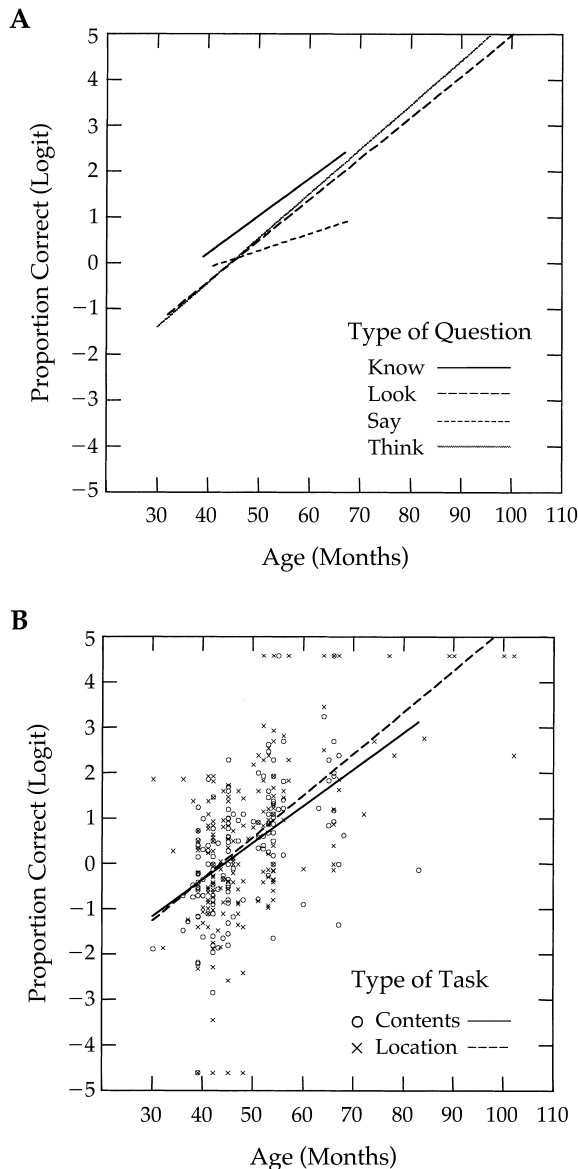 A
5
4
3
2
1
0
−1
−2
−3
−4
−5
Proportion Correct (Logit)
Type of Question
Know
Look
Say
Think
30 40 50 60 70 80 90 100 110
Age (Months)
B
5
4
3
2
1
0
−1
−2
−3
−4
−5
Proportion Correct (Logit)
Type of Task
Contents
Location
30 40 50 60 70 80 90 100 110
Age (Months)